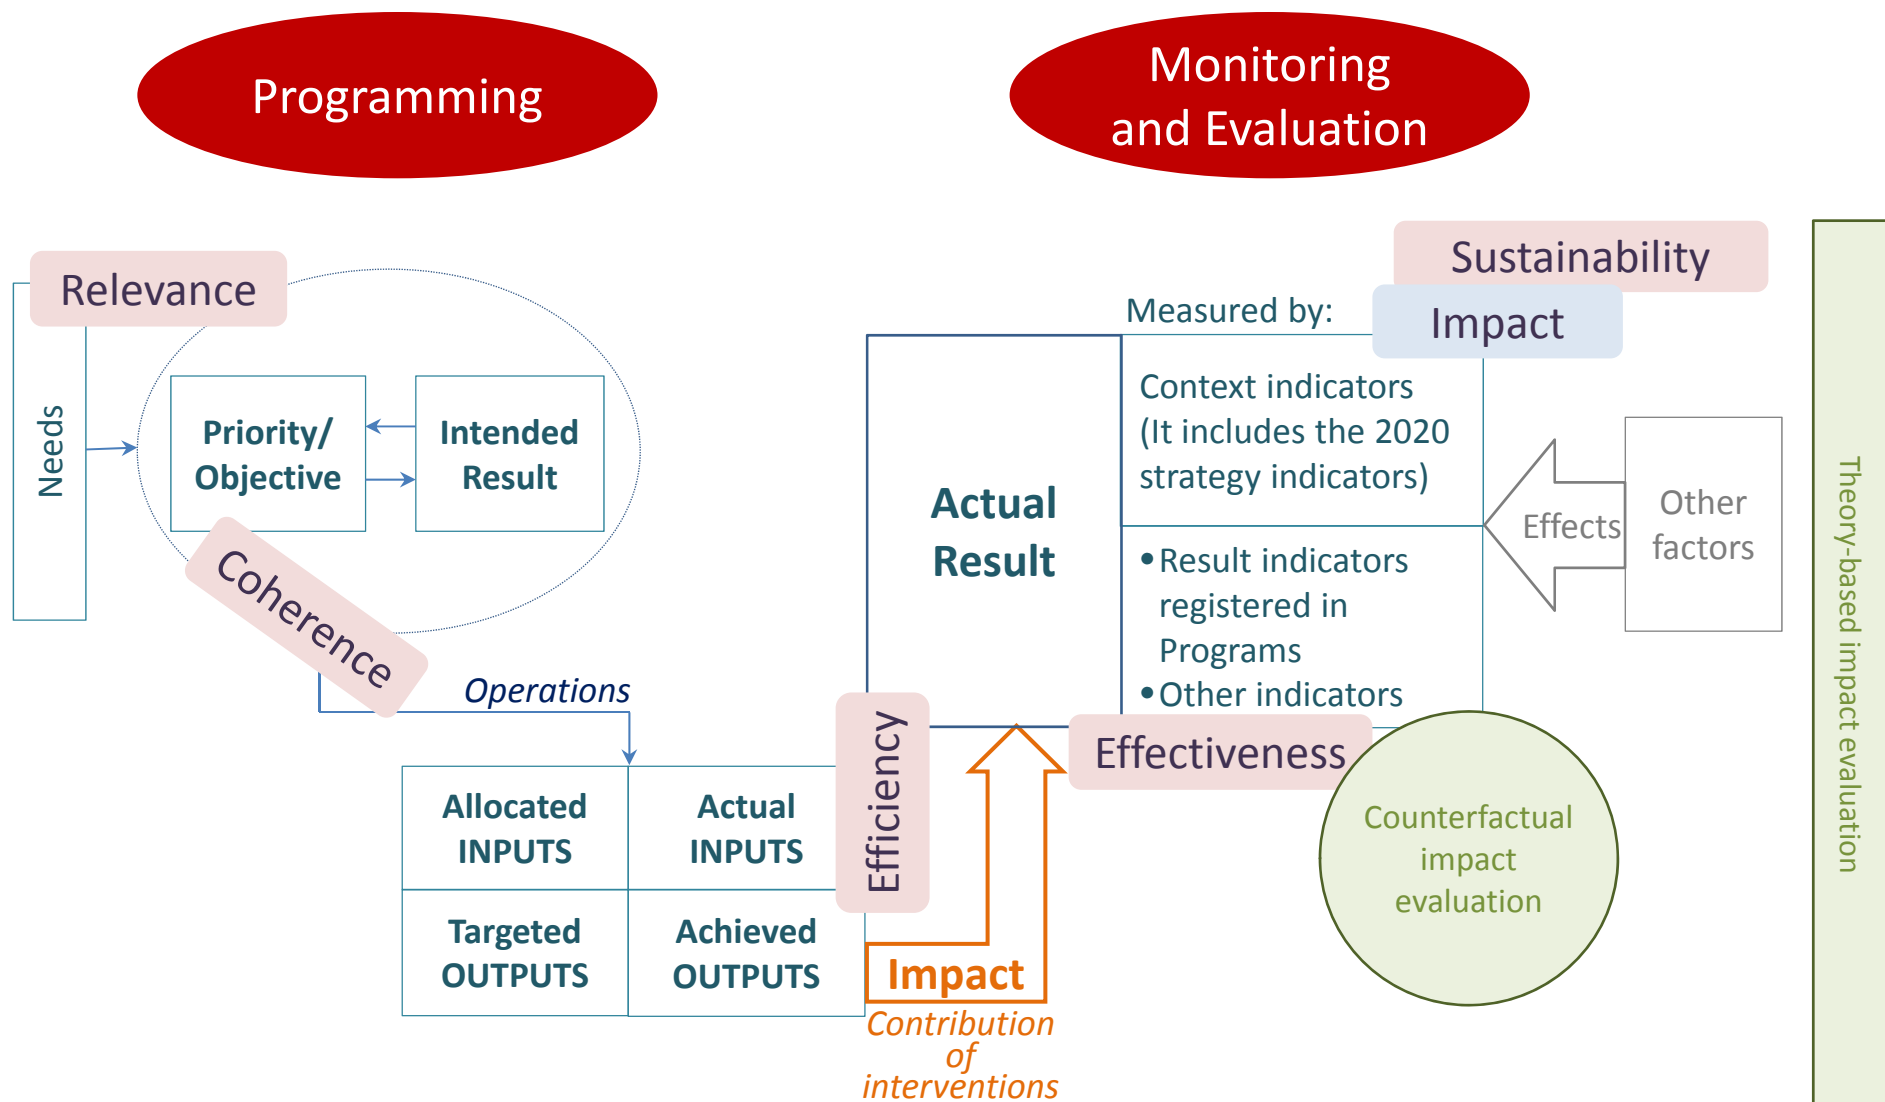 Programming
Monitoring
and Evaluation
Relevance
Needs
Priority/
Objective
Intended
Result
Coherence
Operations
Allocated
INPUTS
Actual
INPUTS
Targeted
OUTPUTS
Achieved
OUTPUTS
Efficiency
Impact
Contribution
of
interventions
Actual
Result
Measured by:
Sustainability
Impact
Context indicators
(It includes the 2020
strategy indicators)
•Result indicators
registered in
Programs
•Other indicators
Effectiveness
Effects
Other
factors
Counterfactual
impact
evaluation
Theory-based impact evaluation